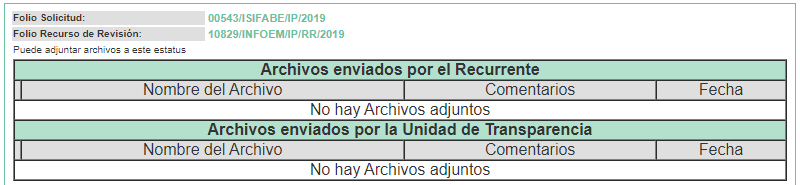 Folio Solicitud: 00543/ISIFABE/IP/2019
Folio Recurso de Revisión: 10829/INFOEM/IP/RR/2019
Puede adjuntar archivos a este estatus
Archivos enviados por el Recurrente
Nombre del Archivo Comentarios Fecha
No hay Archivos adjuntos
Archivos enviados por la Unidad de Transparencia
Nombre del Archivo Comentarios Fecha
No hay Archivos adjuntos